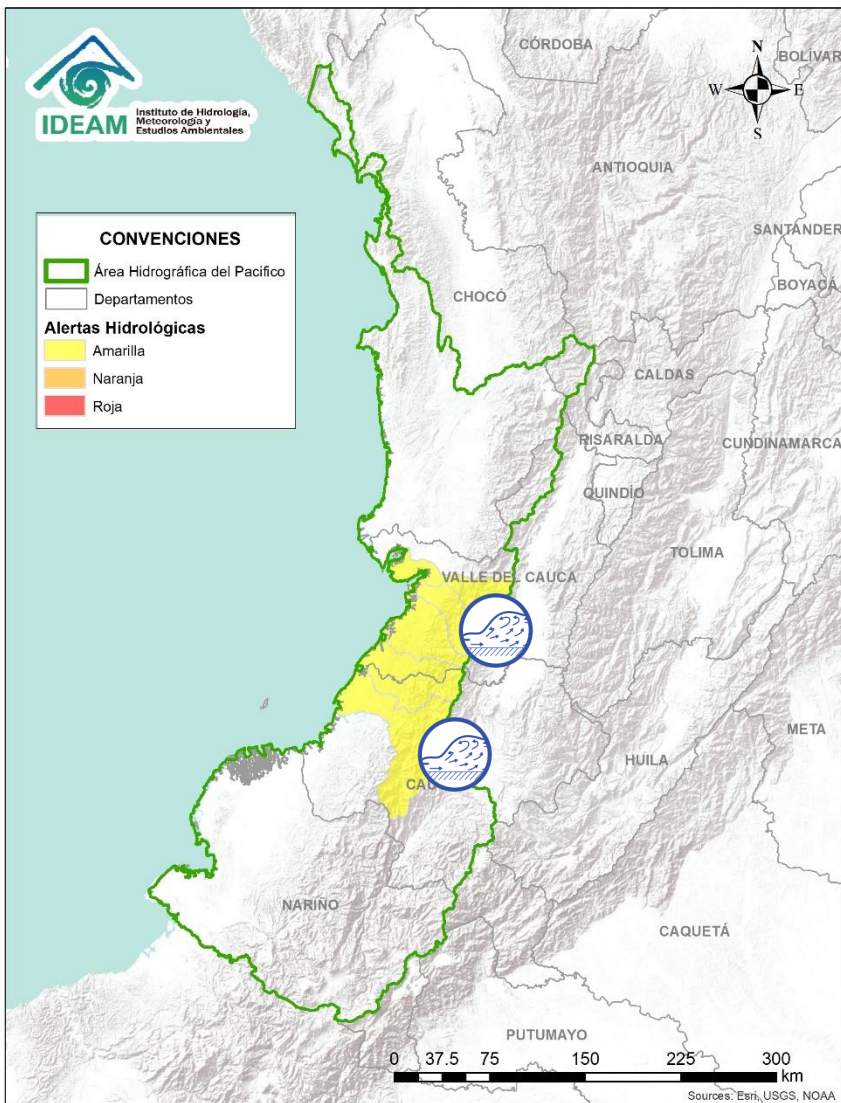 CÓRDOBA
BOLÍVAR
N
W
E
S
IDEAM
Instituto de Hidrología,
Meteorología y
Estudios Ambientales
ANTIOQUIA
SANTANDER
CONVENCIONES
Área Hidrográfica del Pacifico
Departamentos
Alertas Hidrológicas
Amarilla
Naranja
Roja
BOYACÁ
CHOCÓ
CALDAS
RISARALDA
CUNDINAMARCA
QUINDÍO
TOLIMA
VALLE DEL CAUCA
META
HUILA
CAU
NARIÑO
CAQUETÁ
PUTUMAYO
0 37.5 75 150 225 300
km
Sources: Esri, USGS, NOAA